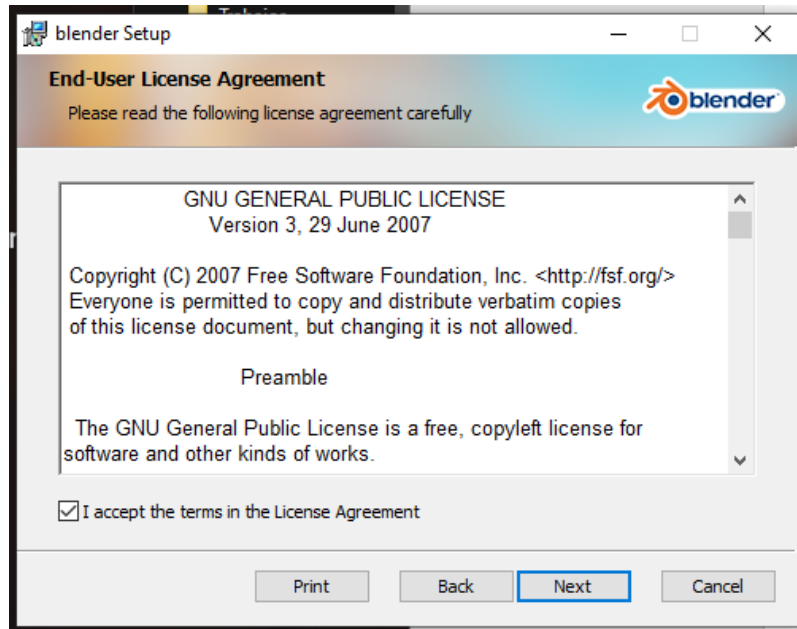 blender Setup
End-User License Agreement
Please read the following license agreement carefully
blender
GNU GENERAL PUBLIC LICENSE
Version 3, 29 June 2007
Copyright (C) 2007 Free Software Foundation, Inc. <http://fsf.org/>
Everyone is permitted to copy and distribute verbatim copies
of this license document, but changing it is not allowed.
Preamble
The GNU General Public License is a free, copyleft license for
software and other kinds of works.
I accept the terms in the License Agreement
Print
Back
Next
Cancel